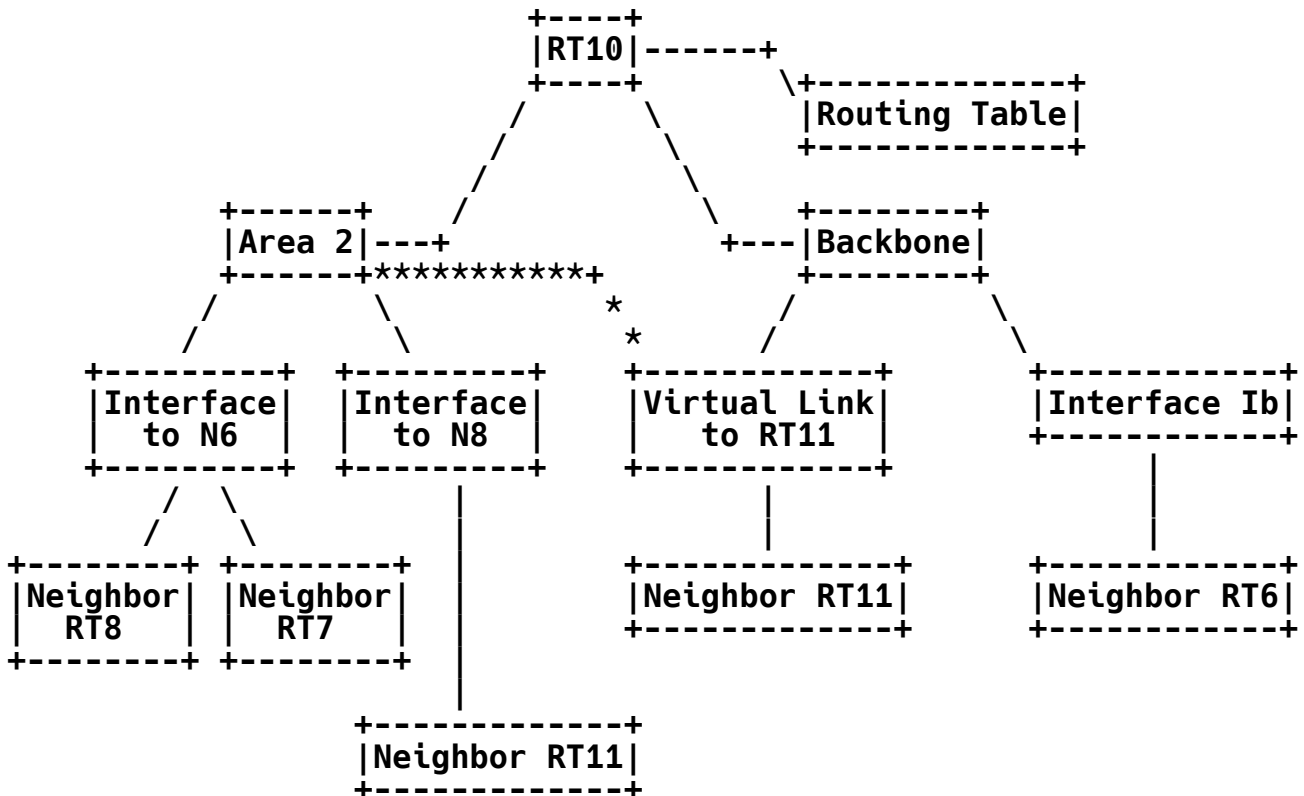 RT10
Routing Table
Area 2
Backbone
Interface
to N6
Interface
to N8
Virtual Link
to RT11
Interface Ib
Neighbor
RT8
Neighbor
RT7
Neighbor RT11
Neighbor RT6
Neighbor RT11